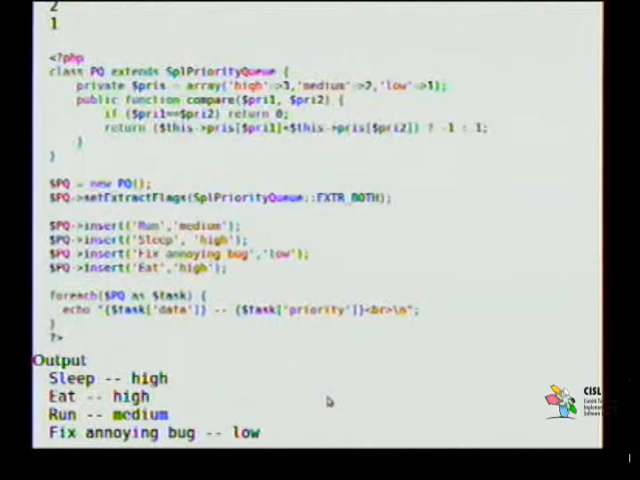 2
1
<?php
class PQ extends SplPriorityQueue {
private $pris = array('high'=>3,'medium'=>2,'low'=>1);
public function compare($pri1, $pri2) {
if ($pri1==$pri2) return 0;
return ($this->pris[$pri1]<$this->pris[$pri2]) ? -1 : 1;
}
}
$PQ = new PQ();
$PQ->setExtractFlags(SplPriorityQueue::EXTR_BOTH);
$PQ->insert('Run','medium');
$PQ->insert('Sleep', 'high');
$PQ->insert('Fix annoying bug','low');
$PQ->insert('Eat','high');
foreach($PQ as $task) {
echo "{$task['data']} -- {$task['priority']}<br>\n";
}
?>
Output
Sleep -- high
Eat -- high
Run -- medium
Fix annoying bug -- low
CISL